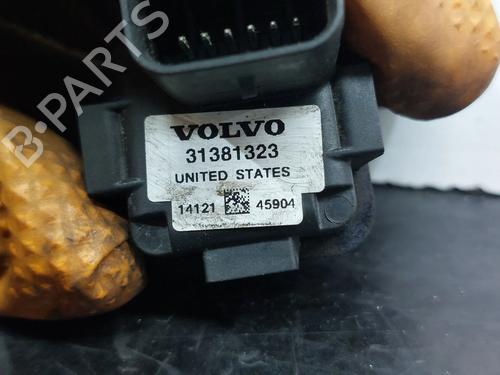 B-PARTS
VOLVO
31381323
UNITED STATES
14121 45904